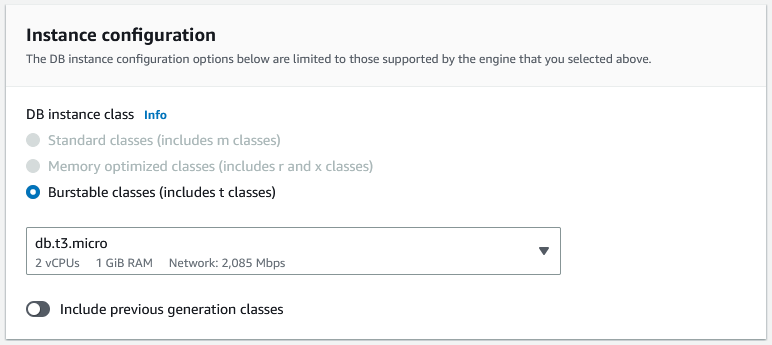 Instance configuration
The DB instance configuration options below are limited to those supported by the engine that you selected above.
DB instance class Info
Standard classes (includes m classes)
Memory optimized classes (includes r and x classes)
Burstable classes (includes t classes)
db.t3.micro
2 vCPUs 1 GiB RAM Network: 2,085 Mbps
Include previous generation classes